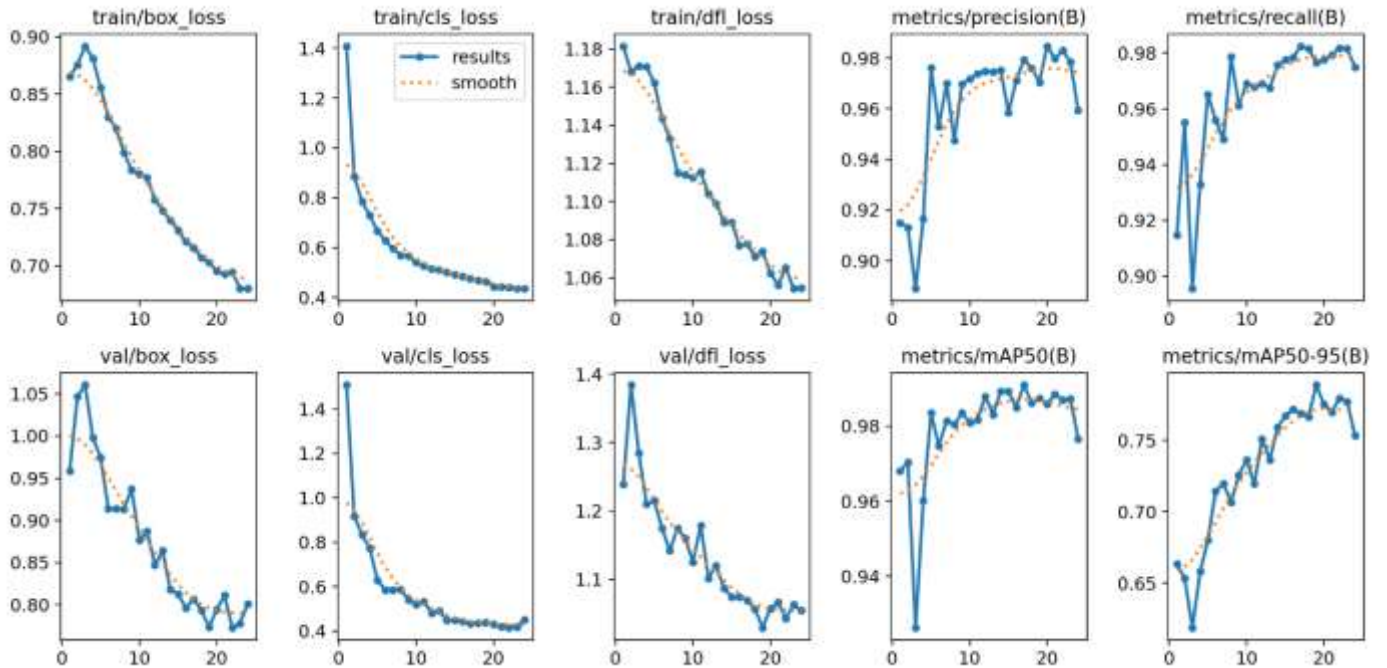 train/box_loss
train/cls_loss
train/dfl_loss
metrics/precision(B)
metrics/recall(B)
0.90
0.85
0.80
0.75
0.70
0 10 20
1.4
1.2
1.0
0.8
0.6
0.4
results
smooth
0 10 20
1.18
1.16
1.14
1.12
1.10
1.08
1.06
0 10 20
0.98
0.96
0.94
0.92
0.90
0 10 20
0.98
0.96
0.94
0.92
0.90
0 10 20
val/box_loss
val/cls_loss
val/dfl_loss
metrics/mAP50(B)
metrics/mAP50-95(B)
1.05
1.00
0.95
0.90
0.85
0.80
0 10 20
1.4
1.2
1.0
0.8
0.6
0.4
0 10 20
1.4
1.3
1.2
1.1
0 10 20
0.98
0.96
0.94
0 10 20
0.75
0.70
0.65
0 10 20